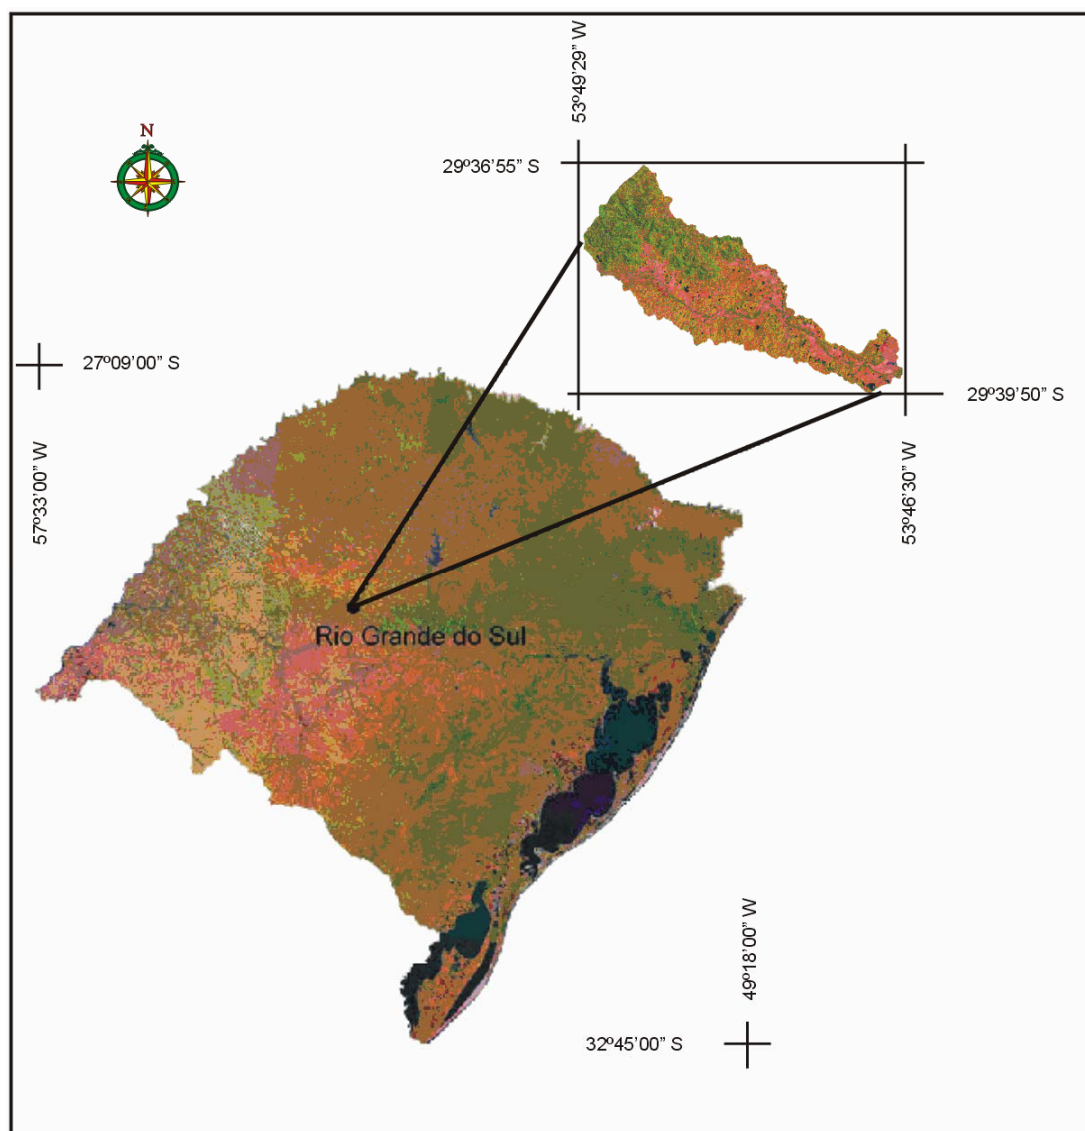 N
53º49'29" W
29º36'55" S
27º09'00" S
57º33'00" W
29º39'50" S
53º46'30" W
Rio Grande do Sul
49º18'00" W
32º45'00" S